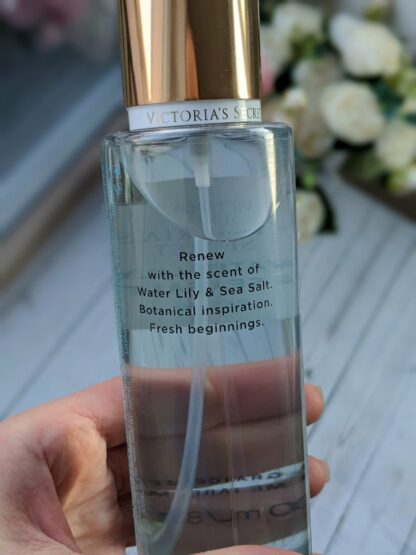 VICTORIA'S SECRET
Renew
with the scent of
Water Lily & Sea Salt.
Botanical inspiration.
Fresh beginnings.